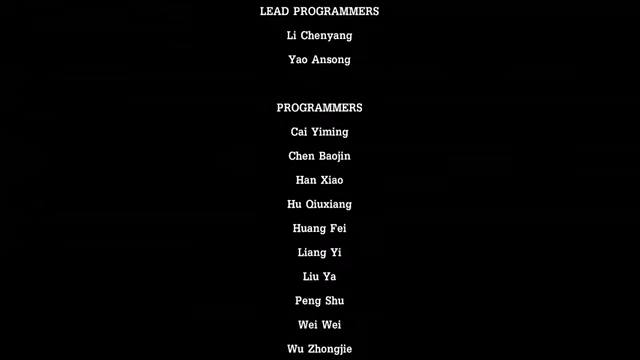 LEAD PROGRAMMERS
Li Chenyang
Yao Ansong
PROGRAMMERS
Cai Yiming
Chen Baojin
Han Xiao
Hu Qiuxiang
Huang Fei
Liang Yi
Liu Ya
Peng Shu
Wei Wei
Wu Zhongjie